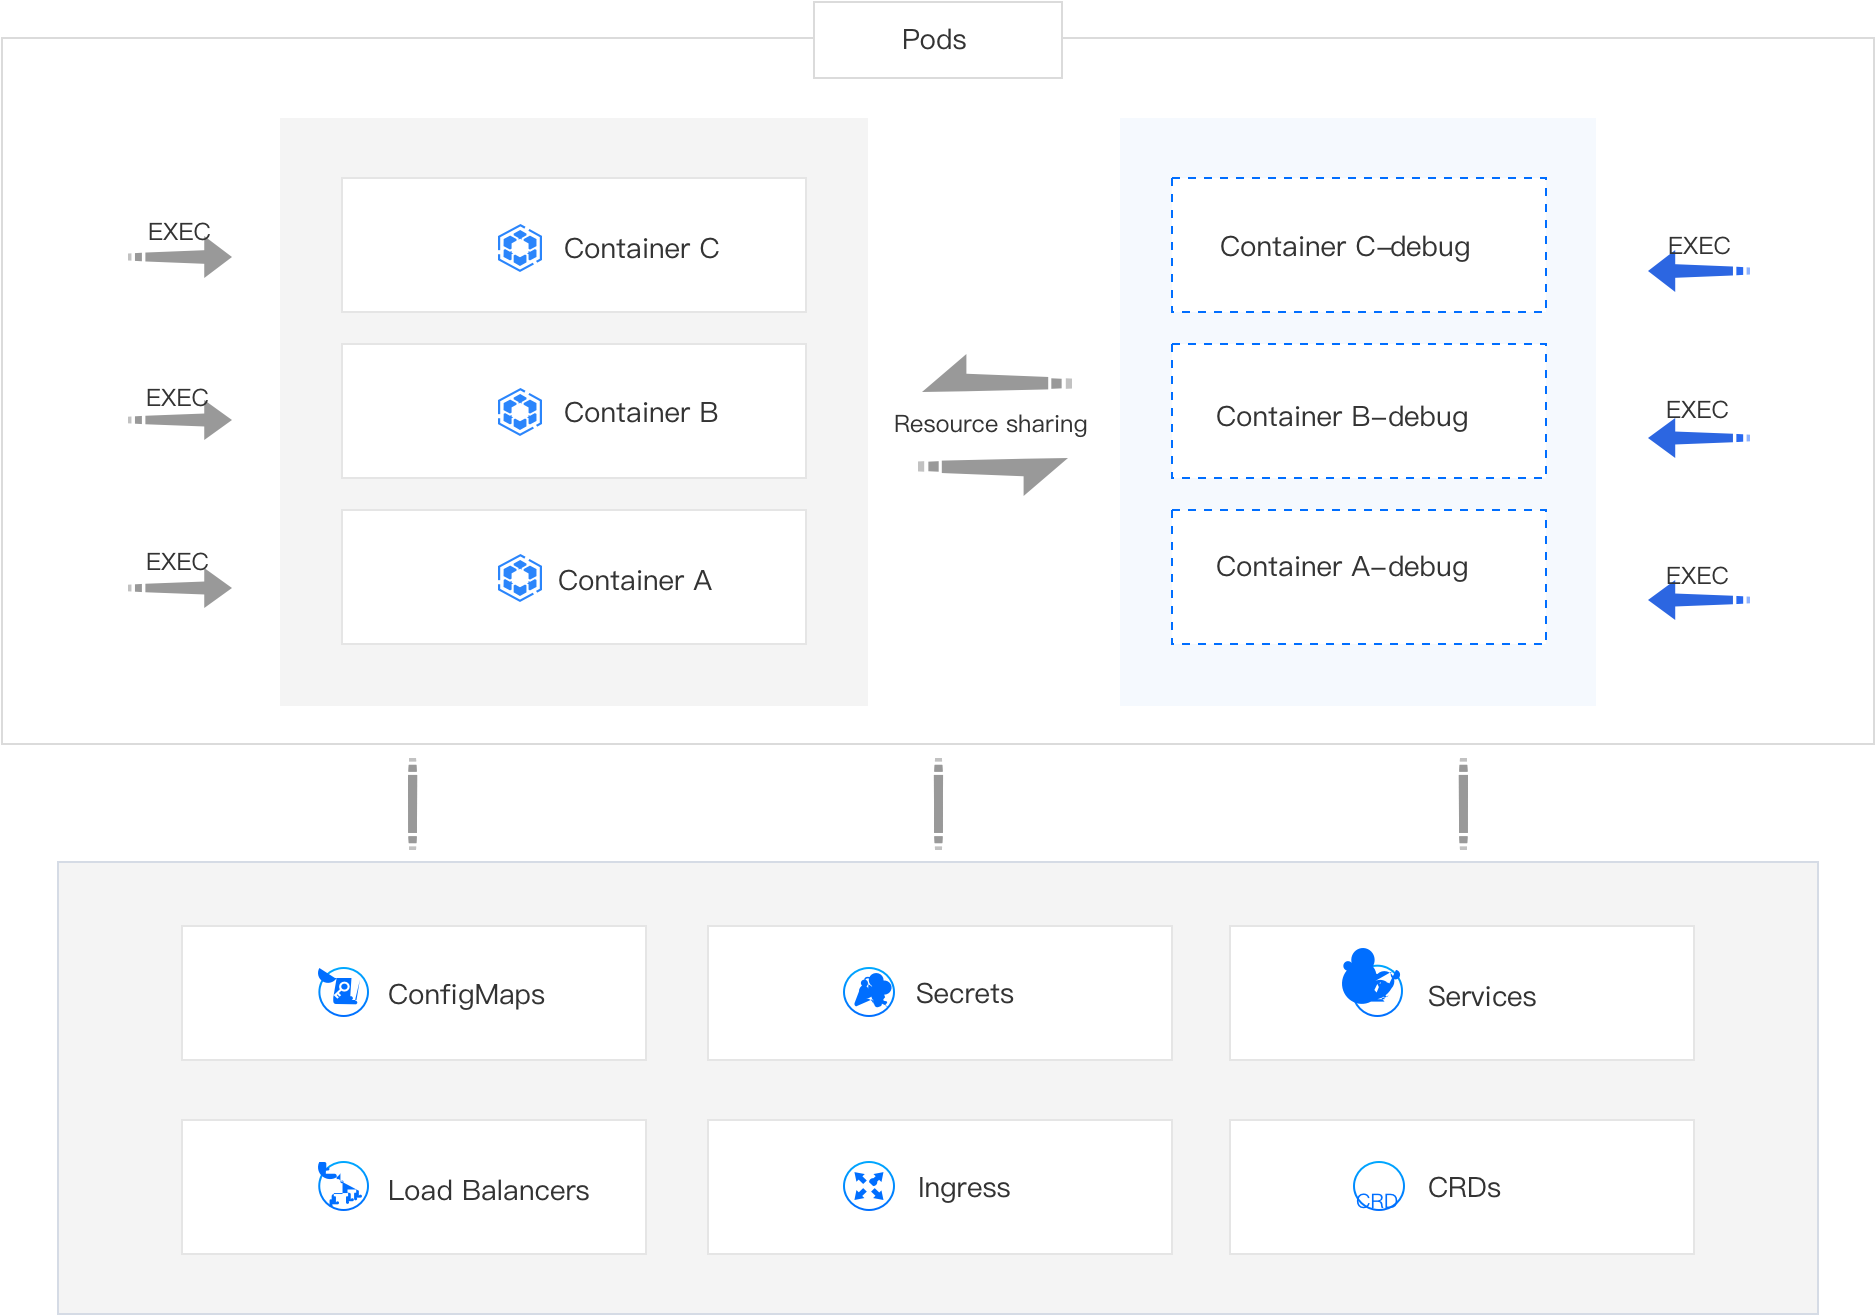 Pods
EXEC
Container C
Container C-debug
EXEC
EXEC
Container B
Resource sharing
Container B-debug
EXEC
EXEC
Container A
Container A-debug
EXEC
ConfigMaps
Secrets
Services
Load Balancers
Ingress
CRD
CRDs